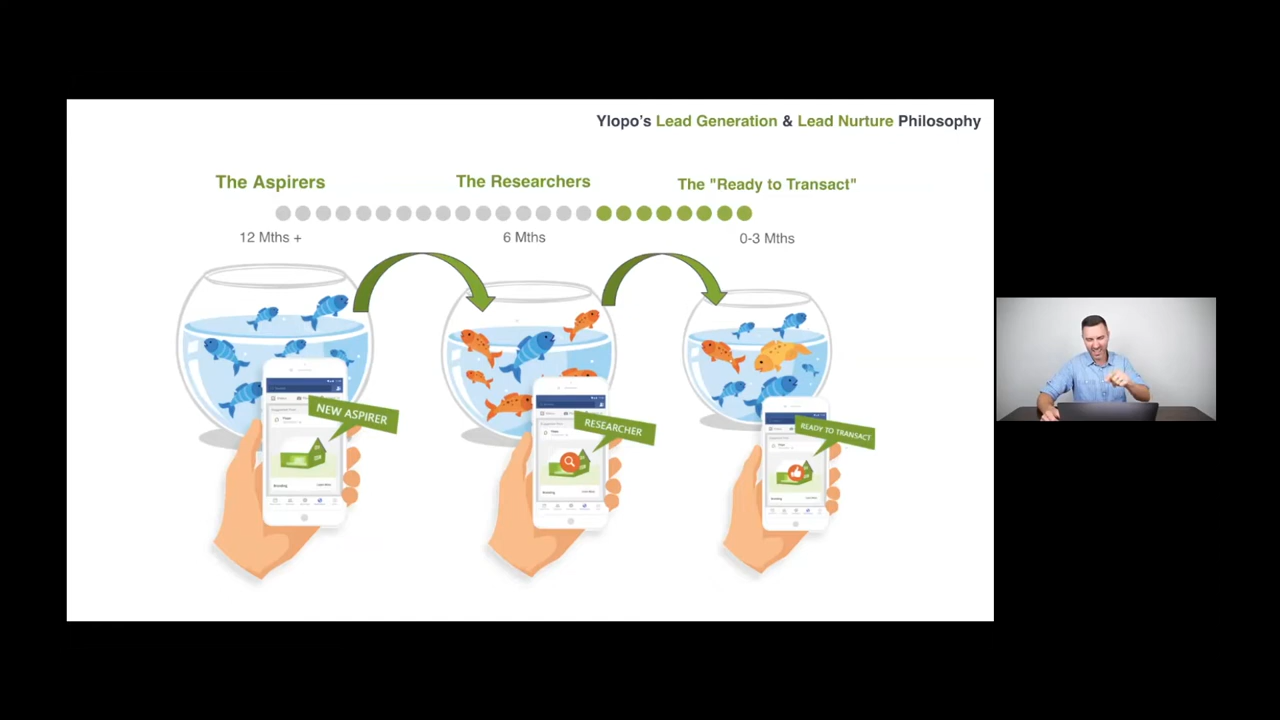 Ylopo's Lead Generation & Lead Nurture Philosophy
The Aspirers
The Researchers
The "Ready to Transact"
12 Mths +
6 Mths
0-3 Mths
NEW ASPIRER
RESEARCHER
READY TO TRANSACT